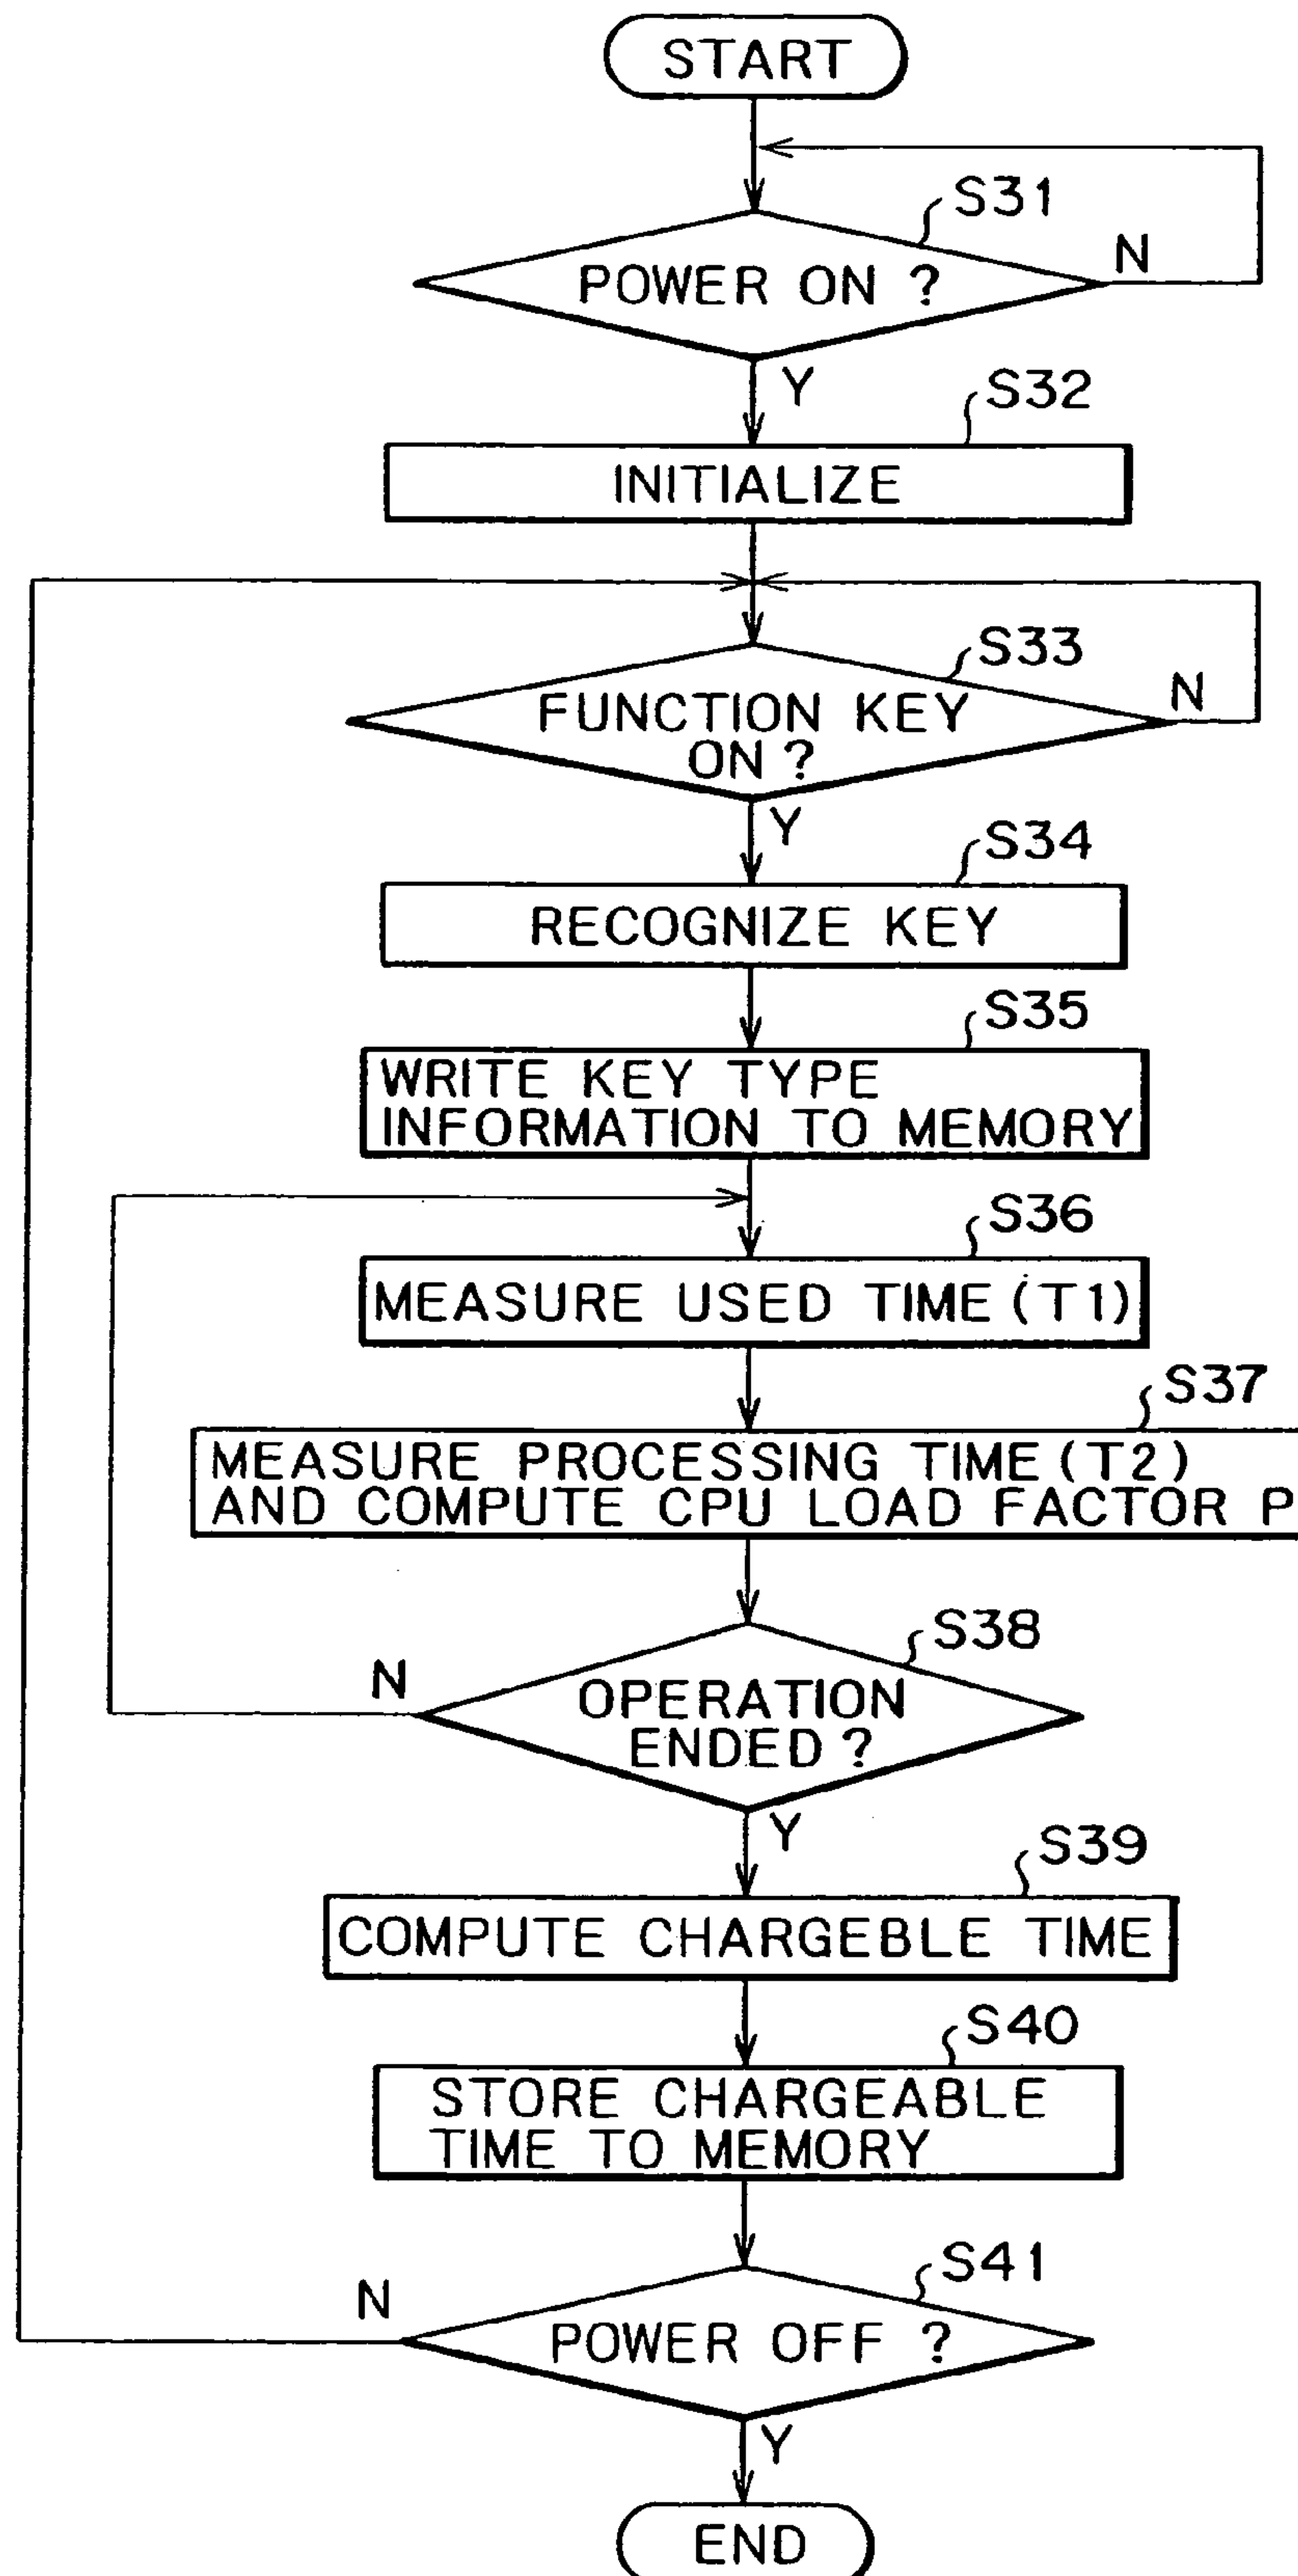 START
S31
POWER ON ?
N
Y
S32
INITIALIZE
S33
FUNCTION KEY
ON ?
N
Y
S34
RECOGNIZE KEY
S35
WRITE KEY TYPE
INFORMATION TO MEMORY
S36
MEASURE USED TIME (T1)
S37
MEASURE PROCESSING TIME (T2)
AND COMPUTE CPU LOAD FACTOR P
S38
N
OPERATION
ENDED ?
Y
S39
COMPUTE CHARGEBLE TIME
S40
STORE CHARGEABLE
TIME TO MEMORY
S41
N
POWER OFF ?
Y
END